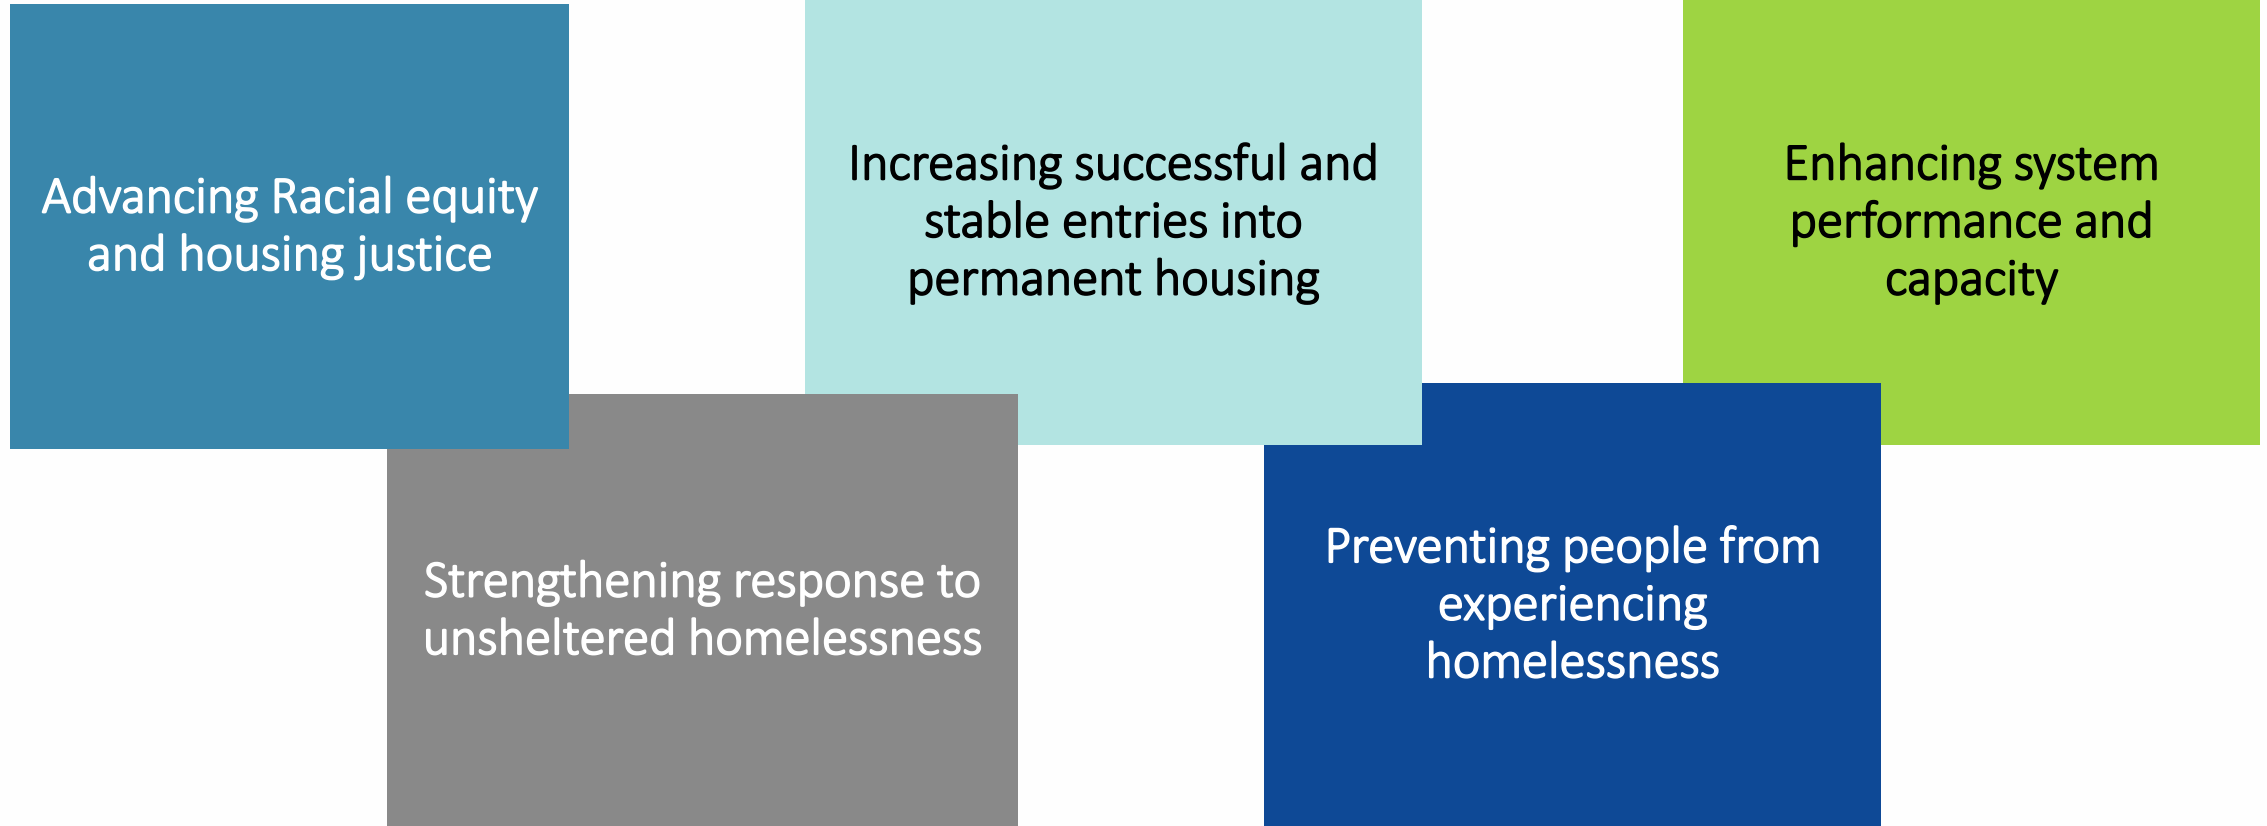 Advancing Racial equity
and housing justice
Strengthening response to
unsheltered homelessness
Increasing successful and
stable entries into
permanent housing
Preventing people from
experiencing
homelessness
Enhancing system
performance and
capacity